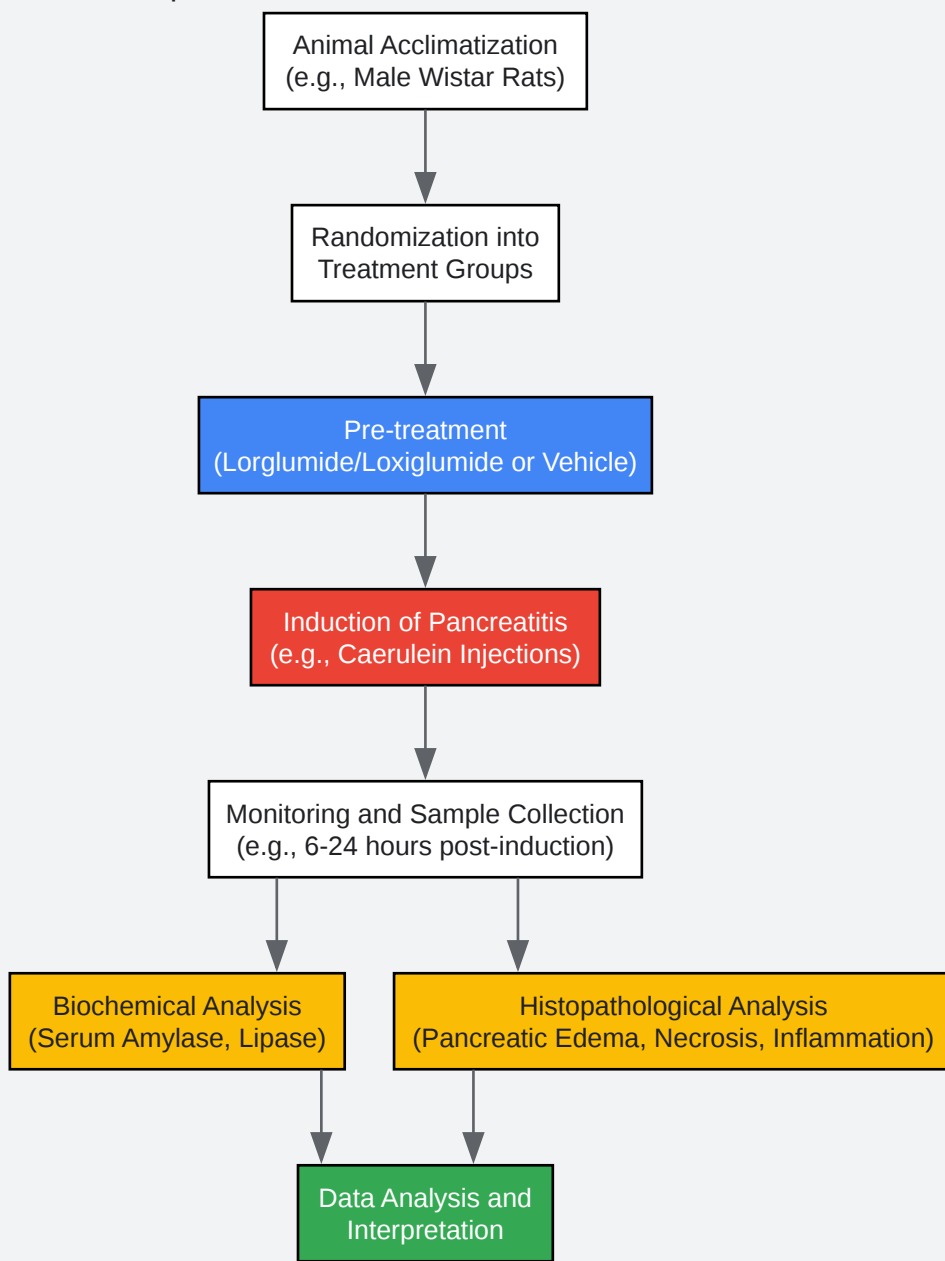 Animal Acclimatization
(e.g., Male Wistar Rats)
Randomization into
Treatment Groups
Pre-treatment
(Lorglumide/Loxiglumide or Vehicle)
Induction of Pancreatitis
(e.g., Caerulein Injections)
Monitoring and Sample Collection
(e.g., 6-24 hours post-induction)
Biochemical Analysis
(Serum Amylase, Lipase)
Histopathological Analysis
(Pancreatic Edema, Necrosis, Inflammation)
Data Analysis and
Interpretation